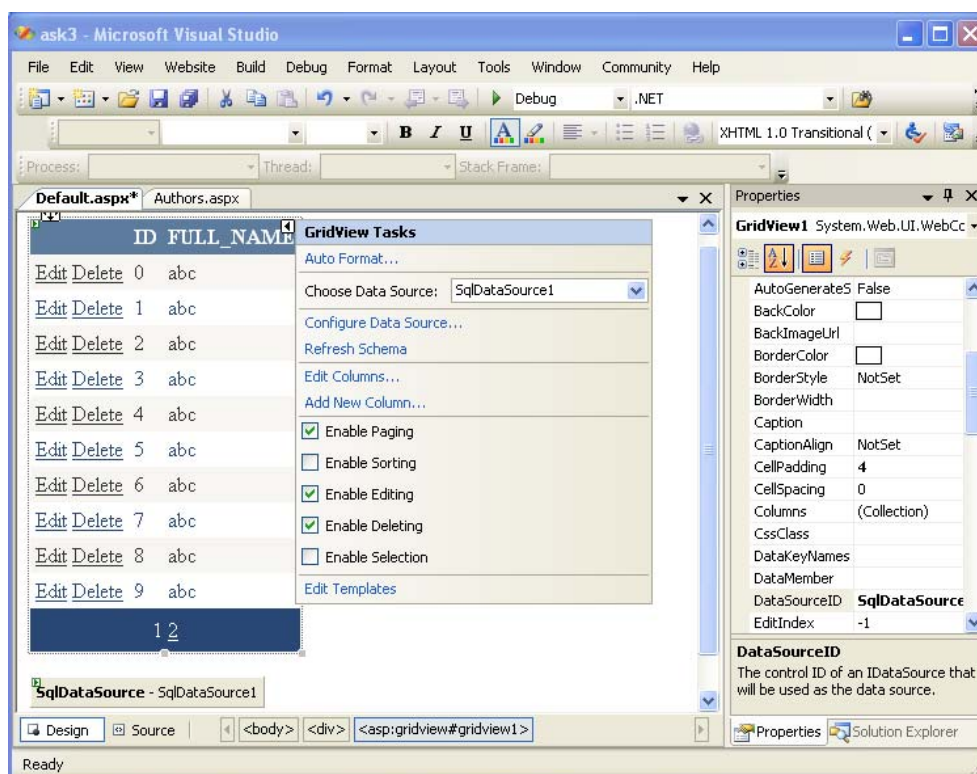 ask3 - Microsoft Visual Studio
File Edit View Website Build Debug Format Layout Tools Window Community Help
Debug .NET
B I U A XHTML 1.0 Transitional (
Process: Thread: Stack Frame:
Default.aspx* Authors.aspx
ID FULL_NAME
Edit Delete 0 abc
Edit Delete 1 abc
Edit Delete 2 abc
Edit Delete 3 abc
Edit Delete 4 abc
Edit Delete 5 abc
Edit Delete 6 abc
Edit Delete 7 abc
Edit Delete 8 abc
Edit Delete 9 abc
1 2
SqlDataSource - SqlDataSource1
GridView Tasks
Auto Format...
Choose Data Source: SqlDataSource1
Configure Data Source...
Refresh Schema
Edit Columns...
Add New Column...
Enable Paging
Enable Sorting
Enable Editing
Enable Deleting
Enable Selection
Edit Templates
Properties
GridView1 System.Web.UI.WebCc
AutoGenerateS False
BackColor
BackImageUrl
BorderColor
BorderStyle NotSet
BorderWidth
Caption
CaptionAlign NotSet
CellPadding 4
CellSpacing 0
Columns (Collection)
CssClass
DataKeyNames
DataMember
DataSourceID SqlDataSource
EditIndex -1
DataSourceID
The control ID of an IDataSource that
will be used as the data source.
Properties Solution Explorer
Design Source <body> <div> <asp:gridview#gridview1>
Ready